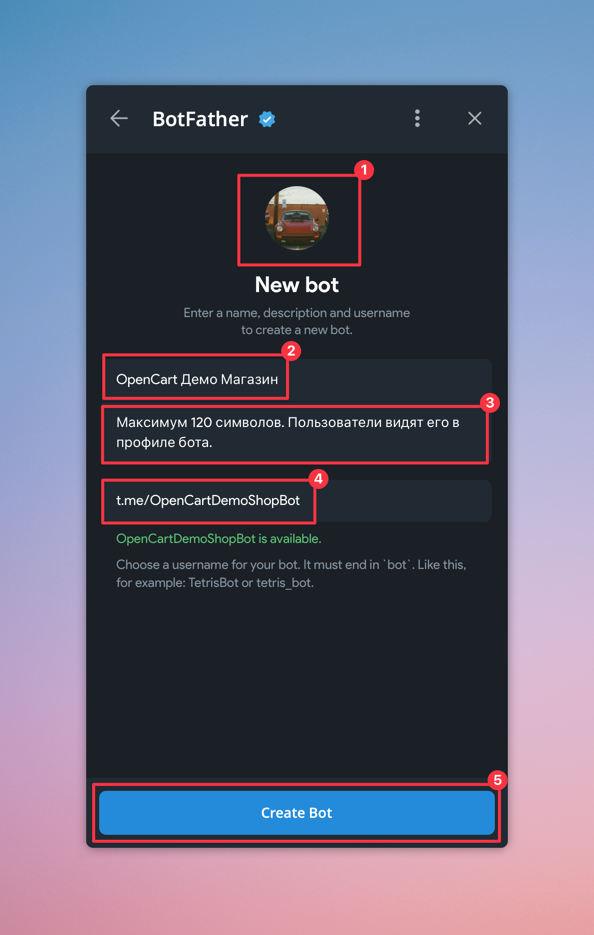 BotFather
1
New bot
Enter a name, description and username
to create a new bot.
2
OpenCart Демо Магазин
3
Максимум 120 символов. Пользователи видят его в
профиле бота.
4
t.me/OpenCartDemoShopBot
OpenCartDemoShopBot is available.
Choose a username for your bot. It must end in `bot`. Like this,
for example: TetrisBot or tetris_bot.
5
Create Bot